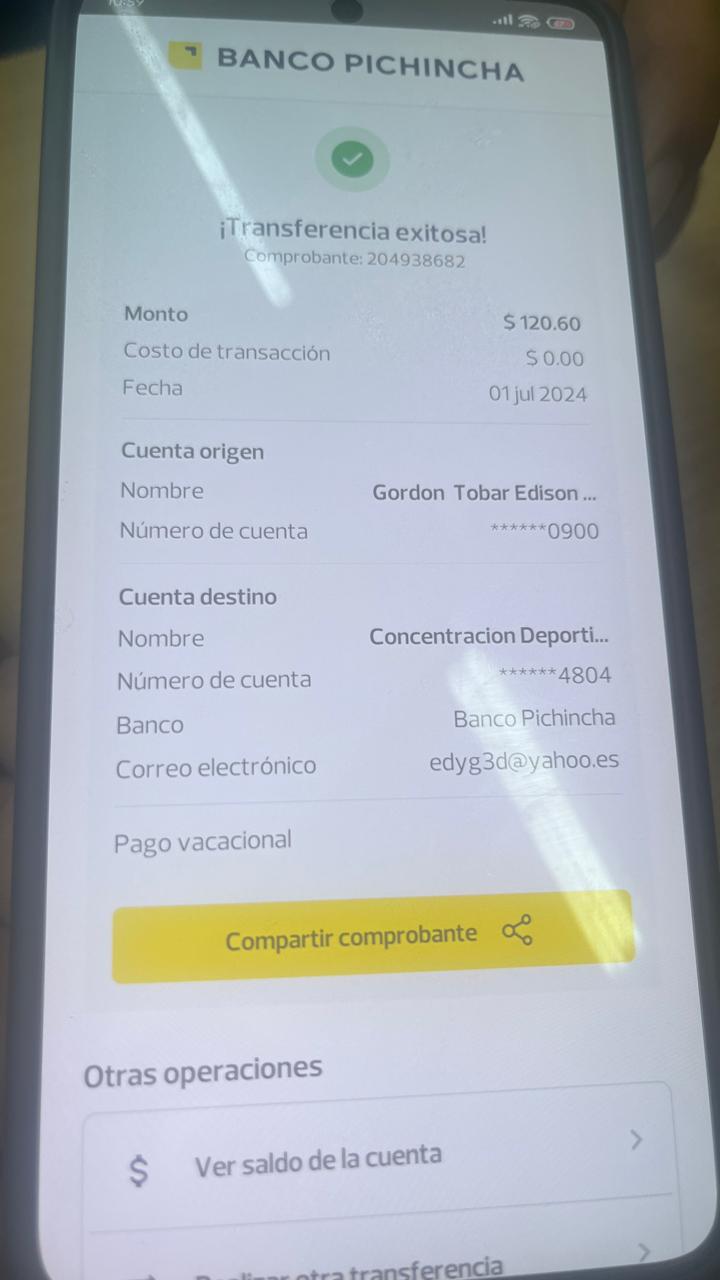 10:59
BANCO PICHINCHA
¡Transferencia exitosa!
Comprobante: 204938682
Monto $ 120.60
Costo de transacción $ 0.00
Fecha 01 jul 2024
Cuenta origen
Nombre Gordon Tobar Edison ...
Número de cuenta ******0900
Cuenta destino
Nombre Concentracion Deporti...
Número de cuenta ******4804
Banco Banco Pichincha
Correo electrónico edyg3d@yahoo.es
Pago vacacional
Compartir comprobante
Otras operaciones
$ Ver saldo de la cuenta
otra transferencia